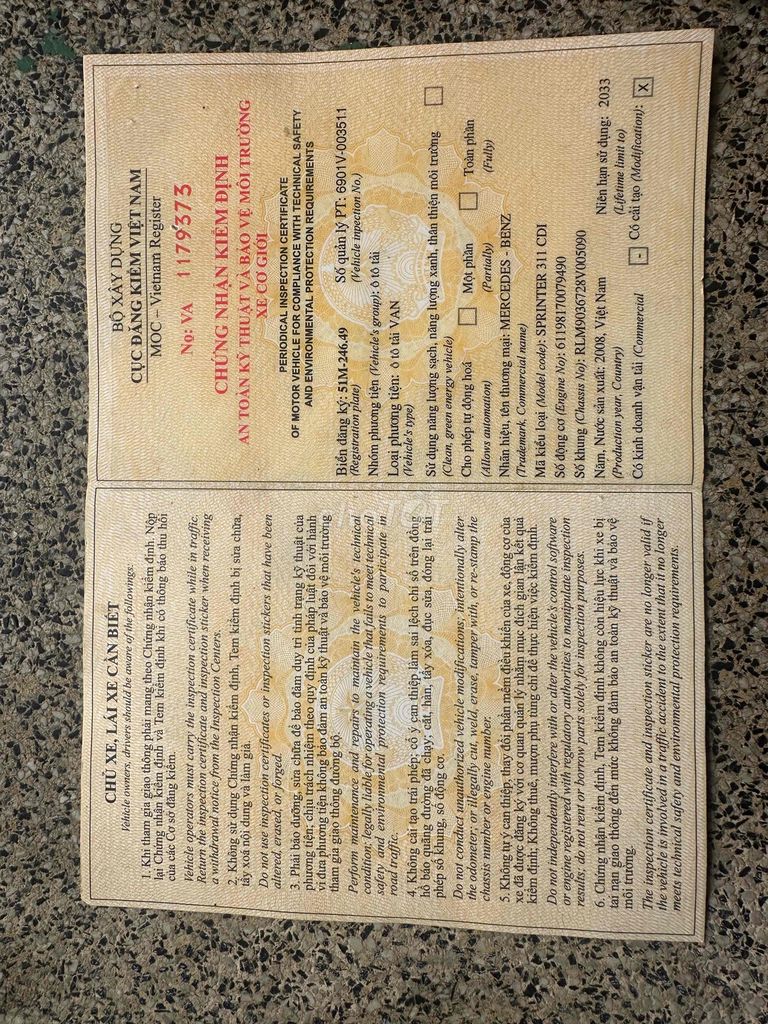 CHỦ XE, LÁI XE CẦN BIẾT
Vehicle owners, drivers should be aware of the followings:
1. Khi tham gia giao thông phải mang theo Chứng nhận kiểm định. Nộp
lại Chứng nhận kiểm định và Tem kiểm định khi có thông báo thu hồi
của các Cơ sở đăng kiểm.
Vehicle operators must carry the inspection certificate while in traffic.
Return the inspection certificate and inspection sticker when receiving
a withdrawal notice from the Inspection Centers.
2. Không sử dụng Chứng nhận kiểm định, Tem kiểm định bị sửa chữa,
tẩy xoá nội dung và làm giả.
Do not use inspection certificates or inspection stickers that have been
altered, erased, or forged.
3. Phải bảo dưỡng, sửa chữa để bảo đảm duy trì tình trạng kỹ thuật của
phương tiện; chịu trách nhiệm theo quy định của pháp luật đối với hành
vi đưa phương tiện không bảo đảm an toàn kỹ thuật và bảo vệ môi trường
tham gia giao thông đường bộ.
Perform maintenance and repairs to maintain the vehicle's technical
condition; legally liable for operating a vehicle that fails to meet technical
safety and environmental protection requirements to participate in
road traffic.
4. Không cải tạo trái phép; cố ý can thiệp làm sai lệch chỉ số trên đồng
hồ báo quãng đường đã chạy; cắt, hàn, tẩy xóa, đục sửa, đóng lại trái
phép số khung, số động cơ.
Do not conduct unauthorized vehicle modifications; intentionally alter
the odometer; or illegally cut, weld, erase, tamper with, or re-stamp the
chassis number or engine number.
5. Không tự ý can thiệp, thay đổi phần mềm điều khiển của xe, động cơ của
xe đã được đăng ký với cơ quan quản lý nhằm mục đích gian lận kết quả
kiểm định; Không thuê, mượn phụ tùng chỉ để thực hiện việc kiểm định.
Do not independently interfere with or alter the vehicle's control software
or engine registered with regulatory authorities to manipulate inspection
results; do not rent or borrow parts solely for inspection purposes.
6. Chứng nhận kiểm định, Tem kiểm định không còn hiệu lực khi xe bị
tai nạn giao thông đến mức không đảm bảo an toàn kỹ thuật và bảo vệ
môi trường.
The inspection certificate and inspection sticker are no longer valid if
the vehicle is involved in a traffic accident to the extent that it no longer
meets technical safety and environmental protection requirements.
BỘ XÂY DỰNG
CỤC ĐĂNG KIỂM VIỆT NAM
MOC – Vietnam Register
No: VA 1179373
CHỨNG NHẬN KIỂM ĐỊNH
AN TOÀN KỸ THUẬT VÀ BẢO VỆ MÔI TRƯỜNG
XE CƠ GIỚI
PERIODICAL INSPECTION CERTIFICATE
OF MOTOR VEHICLE FOR COMPLIANCE WITH TECHNICAL SAFETY
AND ENVIRONMENTAL PROTECTION REQUIREMENTS
Biển đăng ký: 51M-246.49 Số quản lý PT: 6901V-003511
(Registration plate) (Vehicle inpection No.)
Nhóm phương tiện (Vehicle's group): ô tô tải
Loại phương tiện: ô tô tải VAN
(Vehicle's type)
Sử dụng năng lượng sạch, năng lượng xanh, thân thiện môi trường
(Clean, green energy vehicle)
Cho phép tự động hoá Một phần Toàn phần
(Allows automation) (Partially) (Fully)
Nhãn hiệu, tên thương mại: MERCEDES - BENZ
(Trademark, Commercial name)
Mã kiểu loại (Model code): SPRINTER 311 CDI
Số động cơ (Engine No): 61198170079490
Số khung (Chassis No): RLM9036728V005090
Năm, Nước sản xuất: 2008, Việt Nam Niên hạn sử dụng: 2033
(Production year, Country) (Lifetime limit to)
Có kinh doanh vận tải (Commercial - Có cải tạo (Modification): X